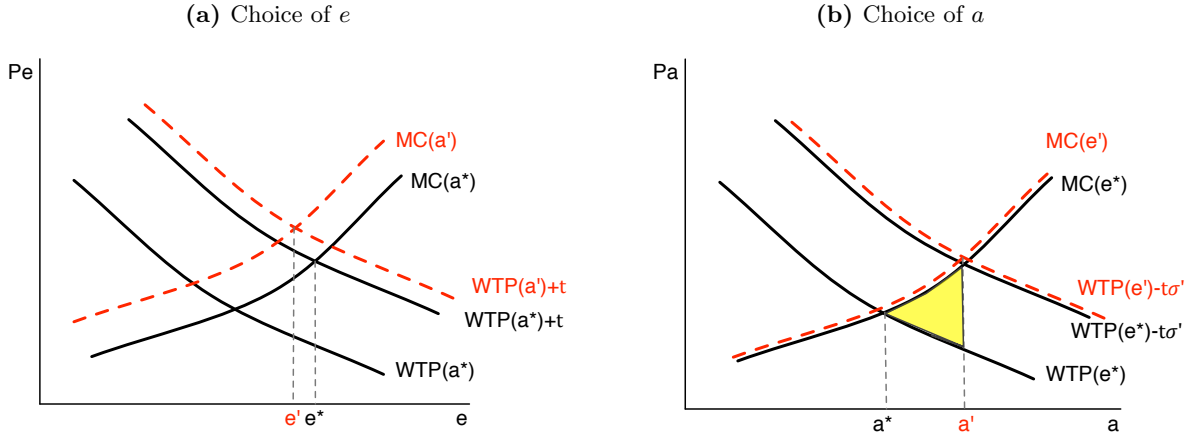 (a) Choice of e
Pe
MC(a')
MC(a*)
WTP(a')+t
WTP(a*)+t
WTP(a*)
e' e* e
(b) Choice of a
Pa
MC(e')
MC(e*)
WTP(e')-tσ'
WTP(e*)-tσ'
WTP(e*)
a* a' a